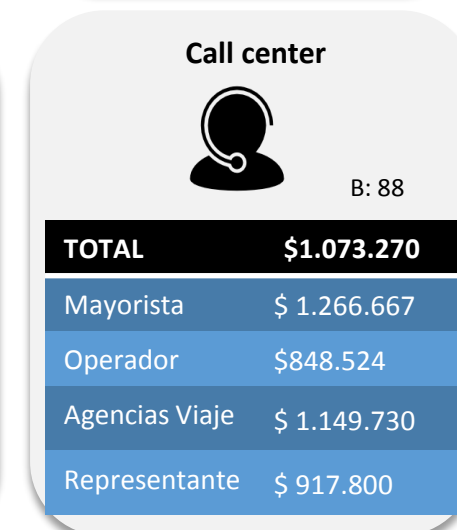 Call center
B: 88
TOTAL $1.073.270
Mayorista $ 1.266.667
Operador $848.524
Agencias Viaje $ 1.149.730
Representante $ 917.800